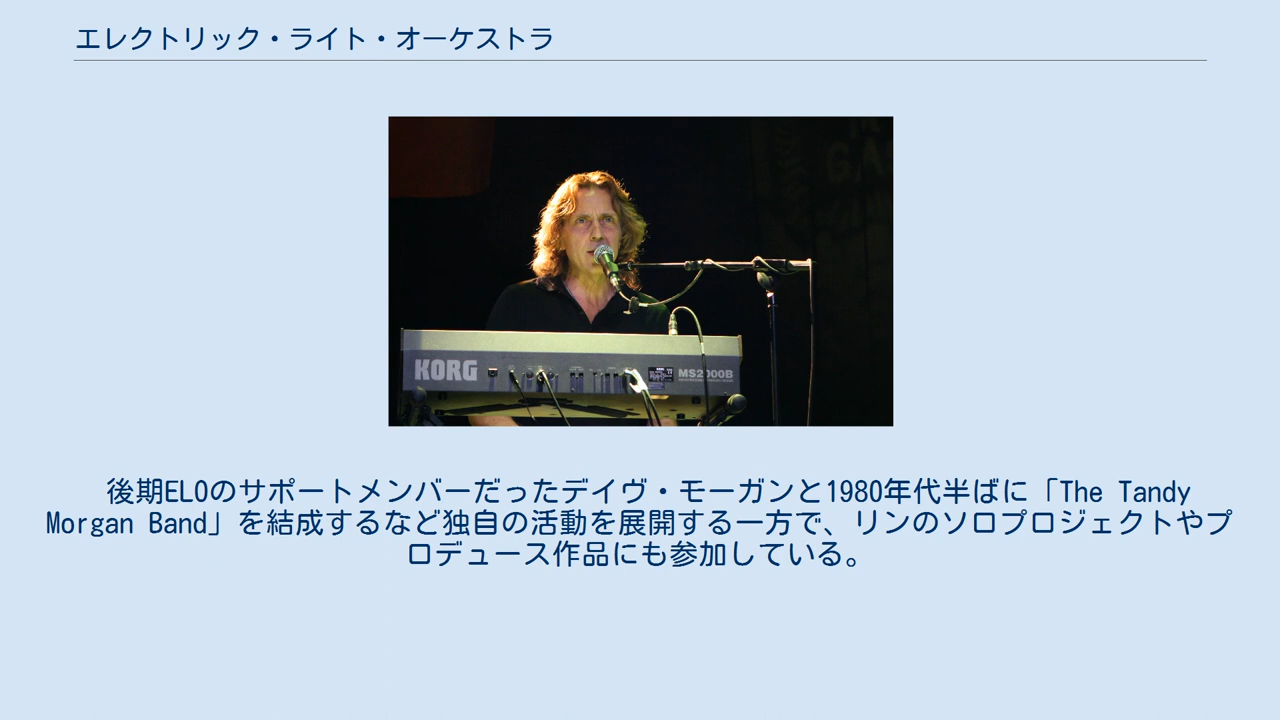 エレクトリック・ライト・オーケストラ
KORG
MS2000B
後期ELOのサポートメンバーだったデイヴ・モーガンと1980年代半ばに「The Tandy
Morgan Band」を結成するなど独自の活動を展開する一方で、リンのソロプロジェクトやプ
ロデュース作品にも参加している。